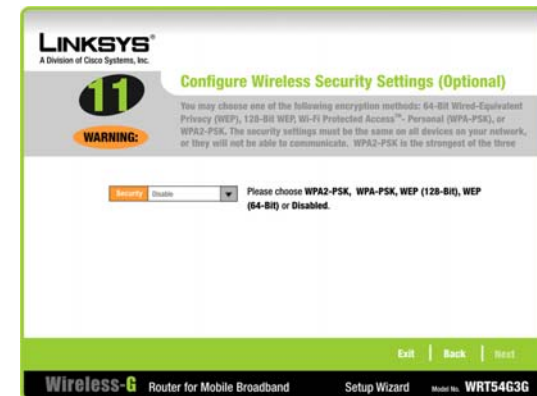 LINKSYS®
A Division of Cisco Systems, Inc.
11
WARNING:
Configure Wireless Security Settings (Optional)
You may choose one of the following encryption methods: 64-Bit Wired-Equivalent
Privacy (WEP), 128-Bit WEP, Wi-Fi Protected Access™- Personal (WPA-PSK), or
WPA2-PSK. The security settings must be the same on all devices on your network,
or they will not be able to communicate. WPA2-PSK is the strongest of the three
Security Disable
Please choose WPA2-PSK, WPA-PSK, WEP (128-Bit), WEP
(64-Bit) or Disabled.
Exit Back Next
Wireless-G Router for Mobile Broadband Setup Wizard Model No. WRT54G3G